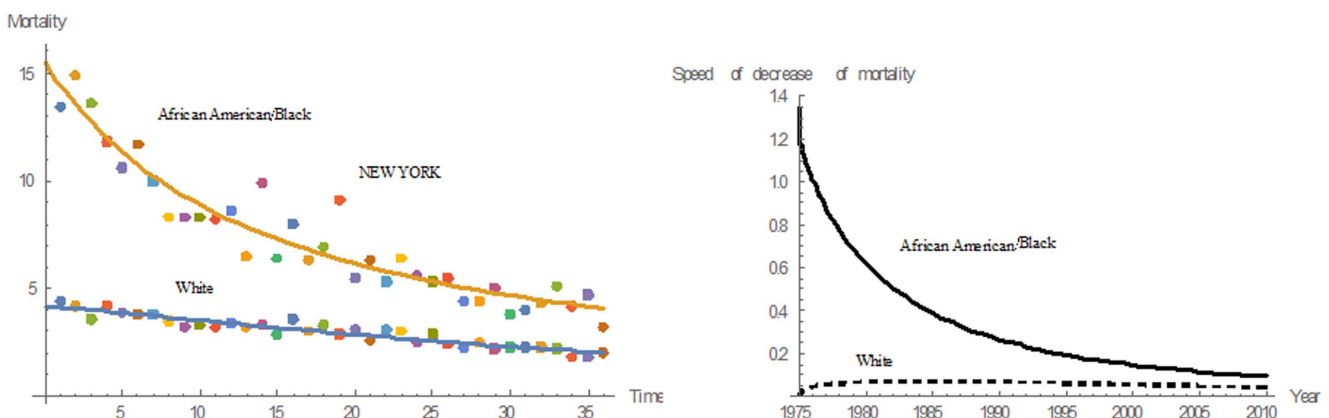 Mortality
15
10
5
African American/Black
NEW YORK
White
5 10 15 20 25 30 35
Time
Speed of decrease of mortality
1.4
1.2
1.0
0.8
0.6
0.4
0.2
African American/Black
White
1975 1980 1985 1990 1995 2000 2005 2010
Year